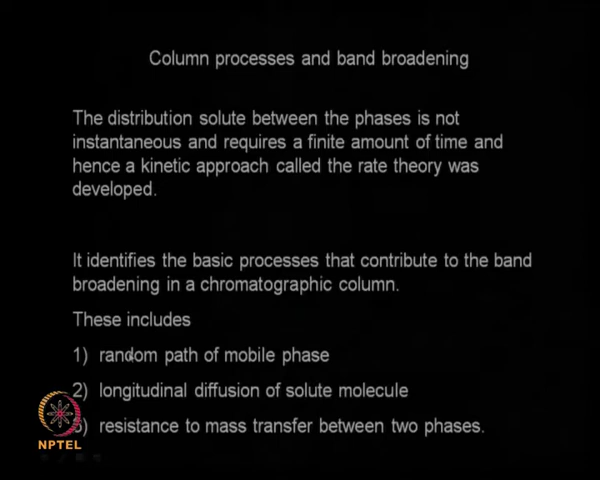 Column processes and band broadening
The distribution solute between the phases is not
instantaneous and requires a finite amount of time and
hence a kinetic approach called the rate theory was
developed.
It identifies the basic processes that contribute to the band
broadening in a chromatographic column.
These includes
1) random path of mobile phase
2) longitudinal diffusion of solute molecule
3) resistance to mass transfer between two phases.
NPTEL